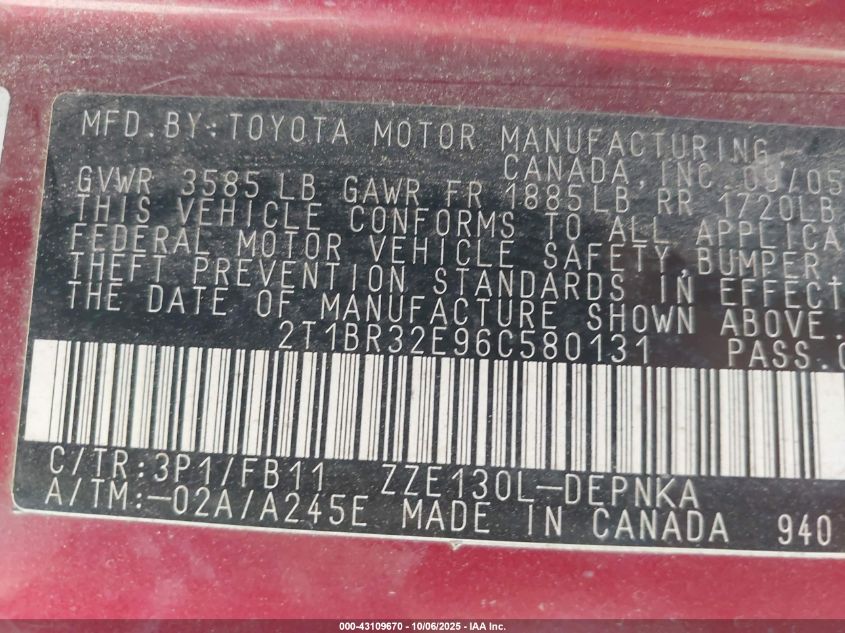 MFD.BY:TOYOTA MOTOR MANUFACTURING
CANADA, INC. 09/05
GVWR 3585 LB GAWR FR 1885LB RR 1720LB
THIS VEHICLE CONFORMS TO ALL APPLICA
FEDERAL MOTOR VEHICLE SAFETY,BUMPER
THEFT PREVENTION STANDARDS IN EFFECT
THE DATE OF MANUFACTURE SHOWN ABOVE.
2T1BR32E96C580131 PASS.C
C/TR:3P1/FB11 ZZE130L-DEPNKA
A/TM:-02A/A245E MADE IN CANADA 940
000-43109670 - 10/06/2025 - IAA Inc.